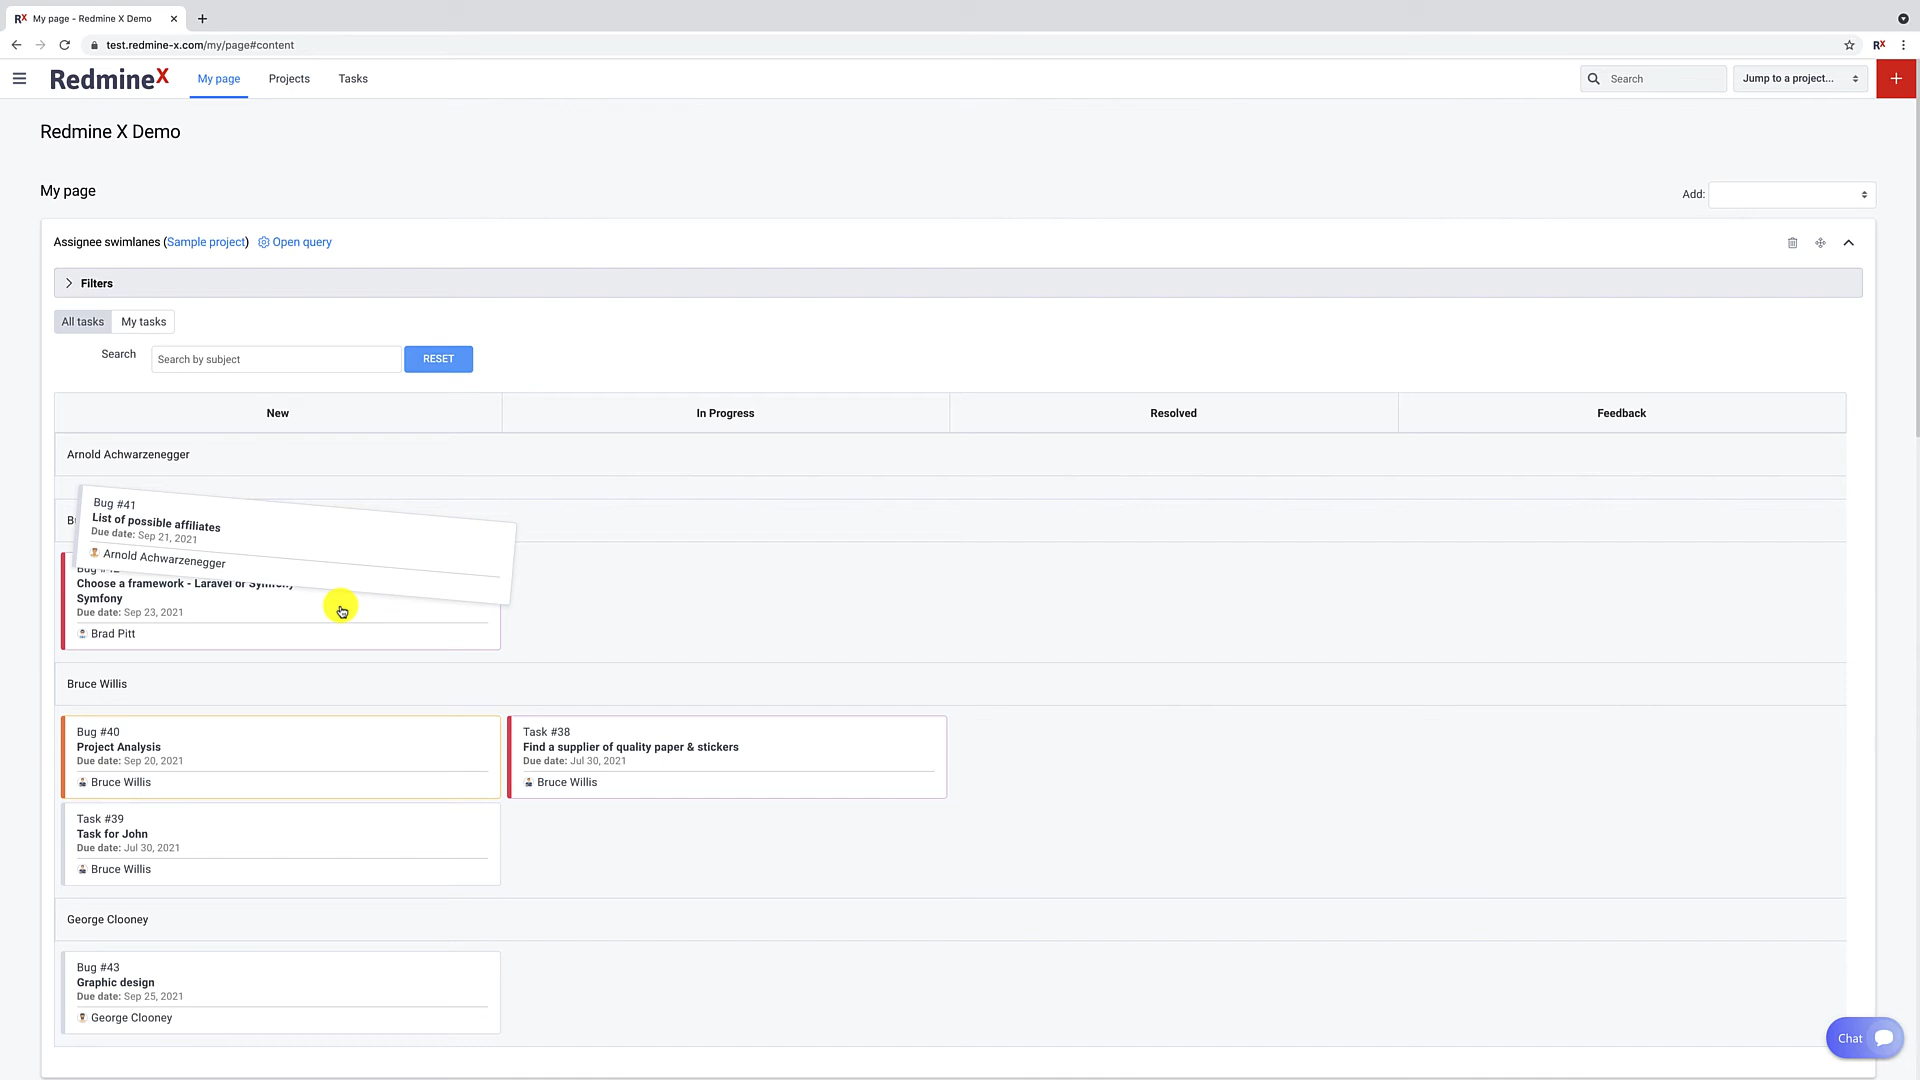 RX My page - Redmine X Demo
test.redmine-x.com/my/page#content
RX
RedmineX
My page
Projects
Tasks
Search
Jump to a project...
Redmine X Demo
My page
Add:
Assignee swimlanes (Sample project) Open query
Filters
All tasks
My tasks
Search
Search by subject
RESET
New
In Progress
Resolved
Feedback
Arnold Achwarzenegger
Bug #41
List of possible affiliates
Due date: Sep 21, 2021
Arnold Achwarzenegger
Choose a framework - Laravel or Symfony
Symfony
Due date: Sep 23, 2021
Brad Pitt
Bruce Willis
Bug #40
Project Analysis
Due date: Sep 20, 2021
Bruce Willis
Task #38
Find a supplier of quality paper & stickers
Due date: Jul 30, 2021
Bruce Willis
Task #39
Task for John
Due date: Jul 30, 2021
Bruce Willis
George Clooney
Bug #43
Graphic design
Due date: Sep 25, 2021
George Clooney
Chat